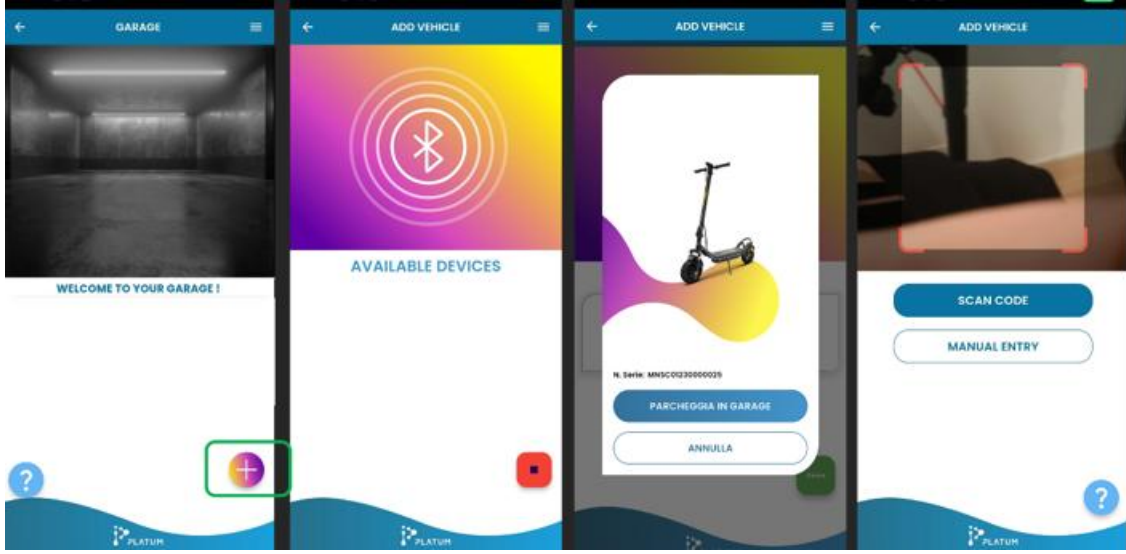 GARAGE
WELCOME TO YOUR GARAGE !
?
PLATUM
ADD VEHICLE
AVAILABLE DEVICES
PLATUM
ADD VEHICLE
N. Serie: MNSC01230000025
PARCHEGGIA IN GARAGE
ANNULLA
ADD VEHICLE
SCAN CODE
MANUAL ENTRY
?
PLATUM